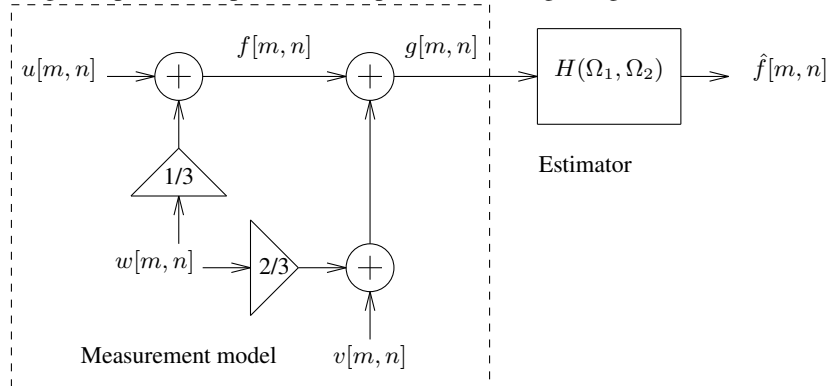 f[m, n]
g[m, n]
u[m, n]
+
+
H(Ω₁, Ω₂)
f̂[m, n]
Estimator
1/3
w[m, n]
2/3
+
Measurement model
v[m, n]